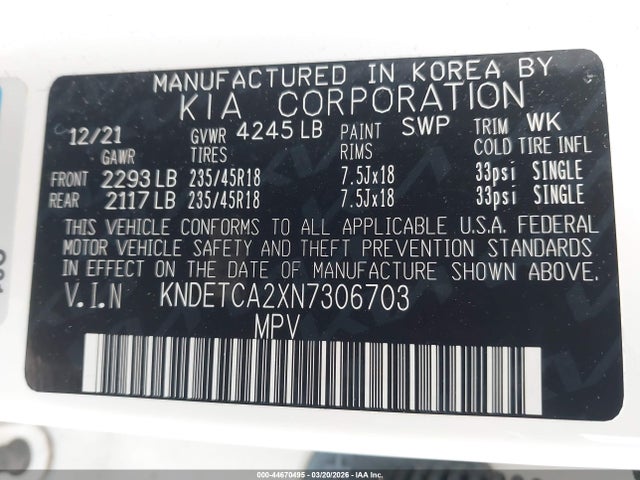 MANUFACTURED IN KOREA BY
KIA CORPORATION
12/21 GVWR 4245 LB PAINT SWP TRIM WK
GAWR TIRES RIMS COLD TIRE INFL
FRONT 2293 LB 235/45R18 7.5Jx18 33psi SINGLE
REAR 2117 LB 235/45R18 7.5Jx18 33psi SINGLE
THIS VEHICLE CONFORMS TO ALL APPLICABLE U.S.A. FEDERAL
MOTOR VEHICLE SAFETY AND THEFT PREVENTION STANDARDS
IN EFFECT ON THE DATE OF MANUFACTURE SHOWN ABOVE.
V.I.N KNDETCA2XN7306703
MPV
000-44670495 - 03/20/2026 - IAA